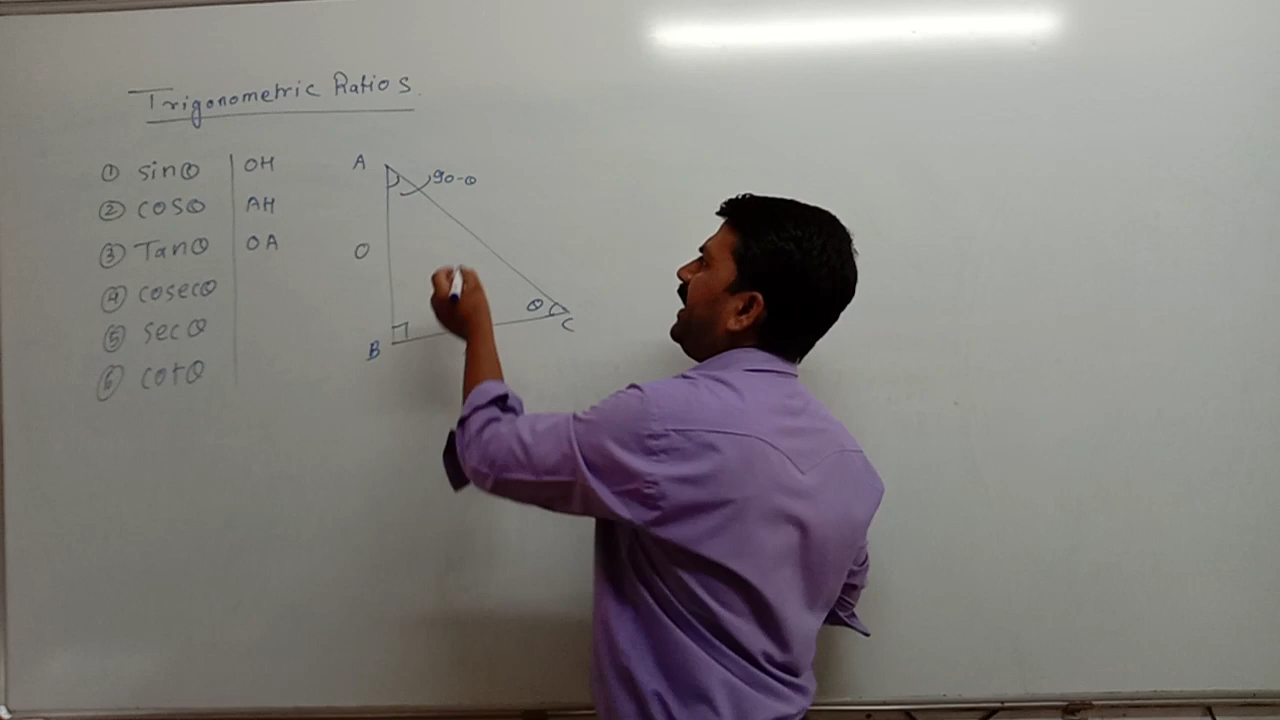 Trigonometric Ratios.
① sinθ | OH
② cosθ | AH
③ Tanθ | OA
④ cosecθ
⑤ secθ
⑥ cotθ
A
90-θ
O
θ
C
B